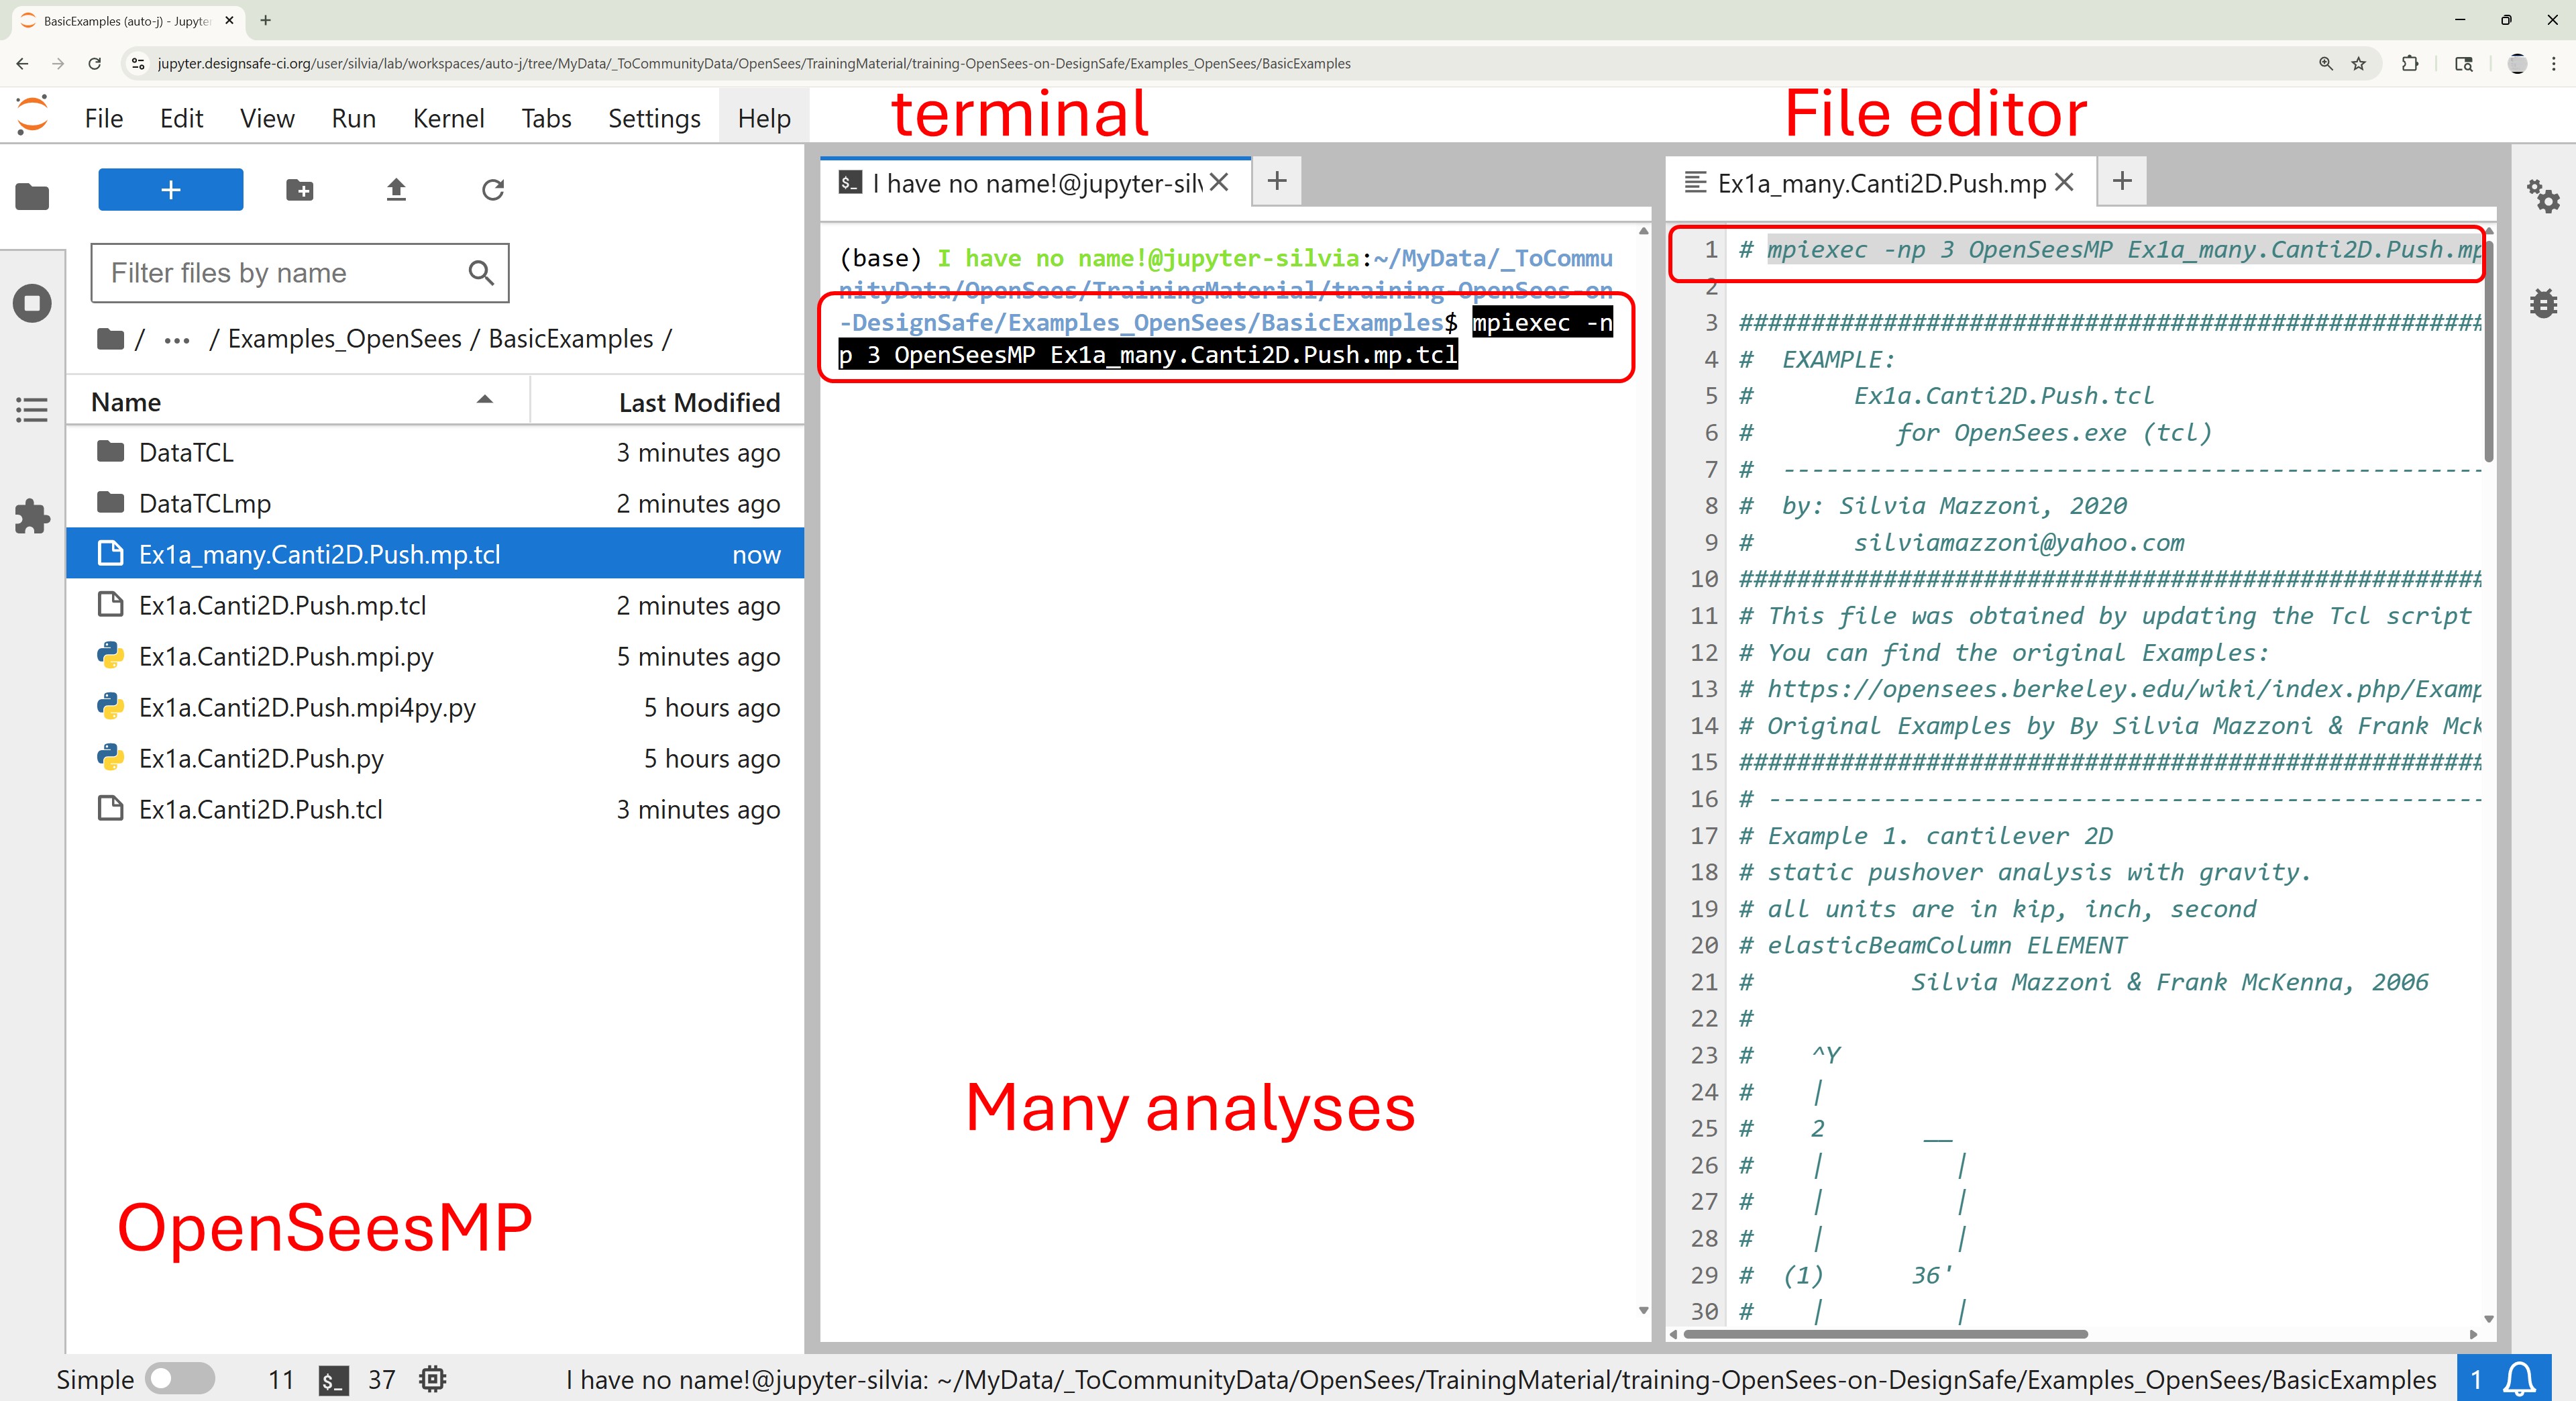 BasicExamples (auto-j) - Jupyte
jupyter.designsafe-ci.org/user/silvia/lab/workspaces/auto-j/tree/MyData/_ToCommunityData/OpenSees/TrainingMaterial/training-OpenSees-on-DesignSafe/Examples_OpenSees/BasicExamples
File Edit View Run Kernel Tabs Settings Help
terminal
File editor
+
Filter files by name
/ ... / Examples_OpenSees / BasicExamples /
Name Last Modified
DataTCL 3 minutes ago
DataTCLmp 2 minutes ago
Ex1a_many.Canti2D.Push.mp.tcl now
Ex1a.Canti2D.Push.mp.tcl 2 minutes ago
Ex1a.Canti2D.Push.mpi.py 5 minutes ago
Ex1a.Canti2D.Push.mpi4py.py 5 hours ago
Ex1a.Canti2D.Push.py 5 hours ago
Ex1a.Canti2D.Push.tcl 3 minutes ago
OpenSeesMP
$_ I have no name!@jupyter-silv
(base) I have no name!@jupyter-silvia:~/MyData/_ToCommu
nityData/OpenSees/TrainingMaterial/training-OpenSees-on
-DesignSafe/Examples_OpenSees/BasicExamples$ mpiexec -n
p 3 OpenSeesMP Ex1a_many.Canti2D.Push.mp.tcl
Many analyses
Ex1a_many.Canti2D.Push.mp
1 # mpiexec -np 3 OpenSeesMP Ex1a_many.Canti2D.Push.mp
2
3 ####################################################
4 # EXAMPLE:
5 # Ex1a.Canti2D.Push.tcl
6 # for OpenSees.exe (tcl)
7 # -------------------------------------------------
8 # by: Silvia Mazzoni, 2020
9 # silviamazzoni@yahoo.com
10 ####################################################
11 # This file was obtained by updating the Tcl script
12 # You can find the original Examples:
13 # https://opensees.berkeley.edu/wiki/index.php/Examp
14 # Original Examples by By Silvia Mazzoni & Frank McK
15 ####################################################
16 # --------------------------------------------------
17 # Example 1. cantilever 2D
18 # static pushover analysis with gravity.
19 # all units are in kip, inch, second
20 # elasticBeamColumn ELEMENT
21 # Silvia Mazzoni & Frank McKenna, 2006
22 #
23 # ^Y
24 # |
25 # 2 __
26 # | |
27 # | |
28 # | |
29 # (1) 36'
30 # | |
Simple 11 $_ 37 I have no name!@jupyter-silvia: ~/MyData/_ToCommunityData/OpenSees/TrainingMaterial/training-OpenSees-on-DesignSafe/Examples_OpenSees/BasicExamples 1